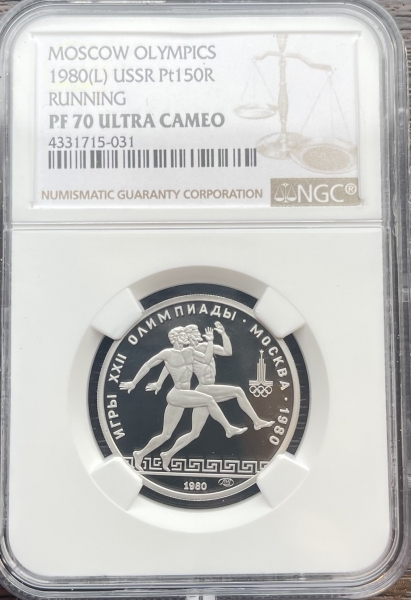 MOSCOW OLYMPICS
1980(L) USSR Pt150R
RUNNING
PF 70 ULTRA CAMEO
4331715-031
NUMISMATIC GUARANTY CORPORATION NGC®
ИГРЫ XXII ОЛИМПИАДЫ · МОСКВА · 1980
1980